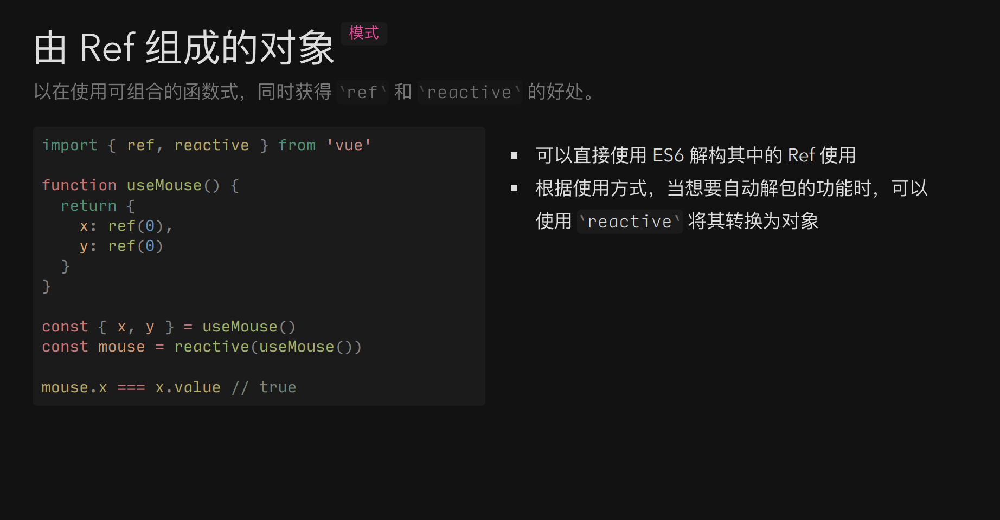 由 Ref 组成的对象 模式
以在使用可组合的函数式，同时获得 `ref` 和 `reactive` 的好处。
import { ref, reactive } from 'vue'
function useMouse() {
  return {
    x: ref(0),
    y: ref(0)
  }
}
const { x, y } = useMouse()
const mouse = reactive(useMouse())
mouse.x === x.value // true
▪ 可以直接使用 ES6 解构其中的 Ref 使用
▪ 根据使用方式，当想要自动解包的功能时，可以
使用 `reactive` 将其转换为对象